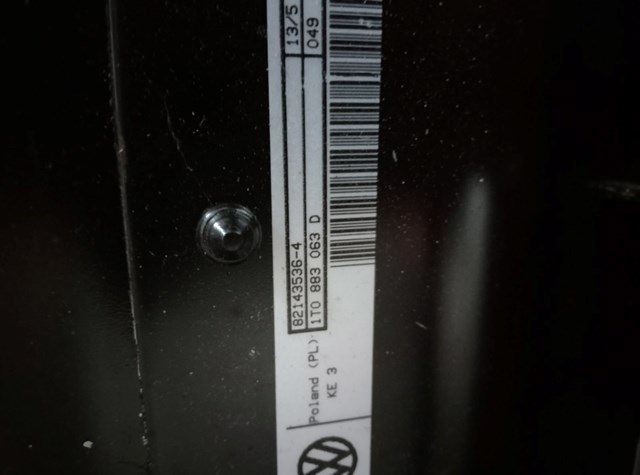 82143536-4 13/5
1T0 883 063 D 049
Poland (PL)
KE 3